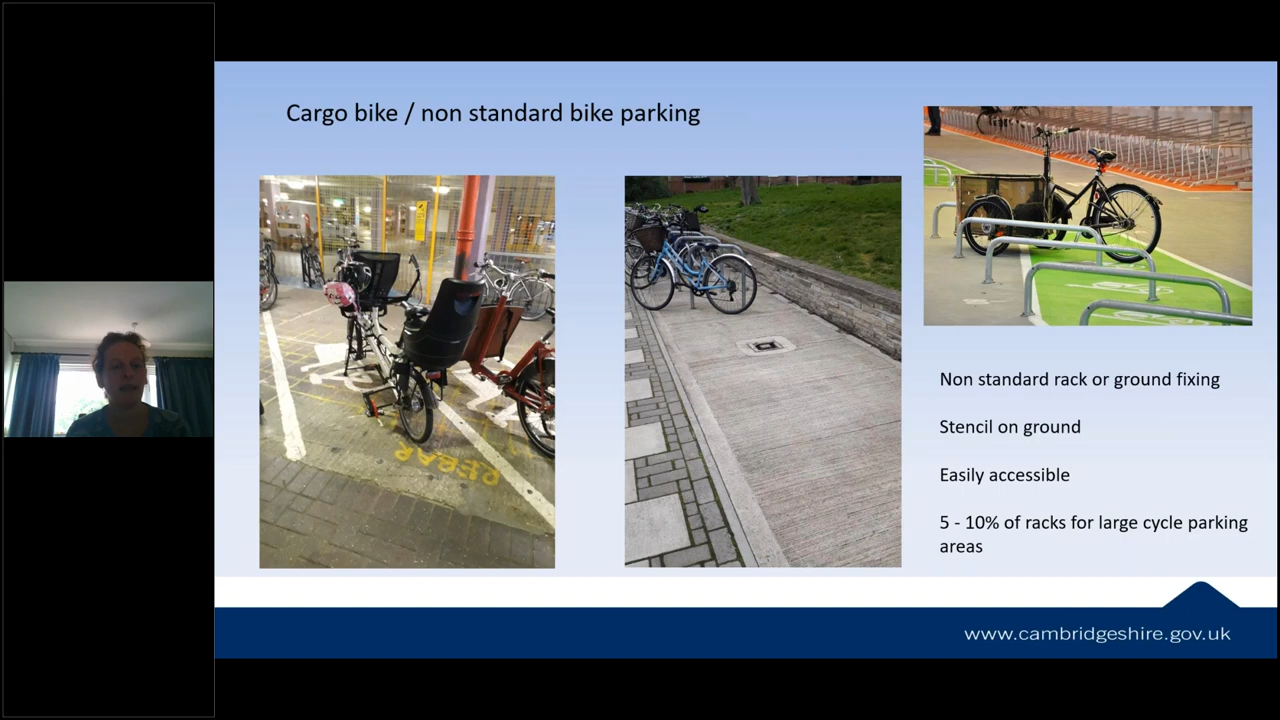 Cargo bike / non standard bike parking
Non standard rack or ground fixing
Stencil on ground
Easily accessible
5 - 10% of racks for large cycle parking
areas
www.cambridgeshire.gov.uk